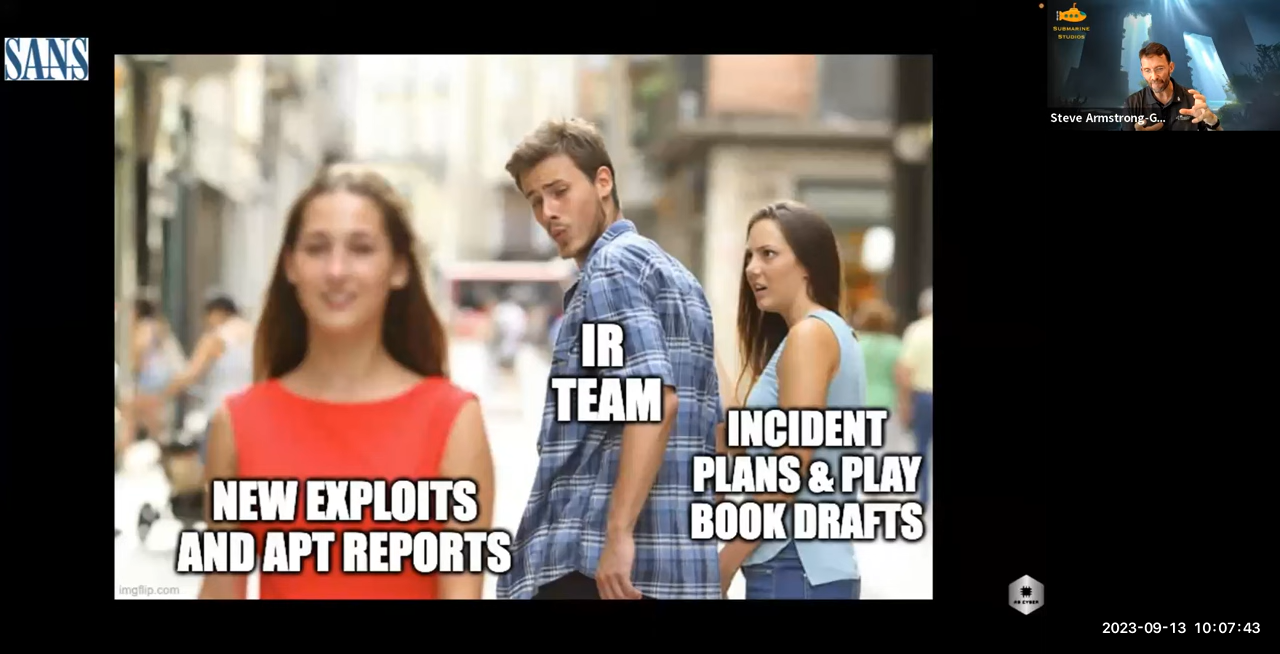 SANS
SUBMARINE
STUDIOS
Steve Armstrong-G...
IR
TEAM
INCIDENT
PLANS & PLAY
BOOK DRAFTS
NEW EXPLOITS
AND APT REPORTS
imgflip.com
2023-09-13 10:07:43